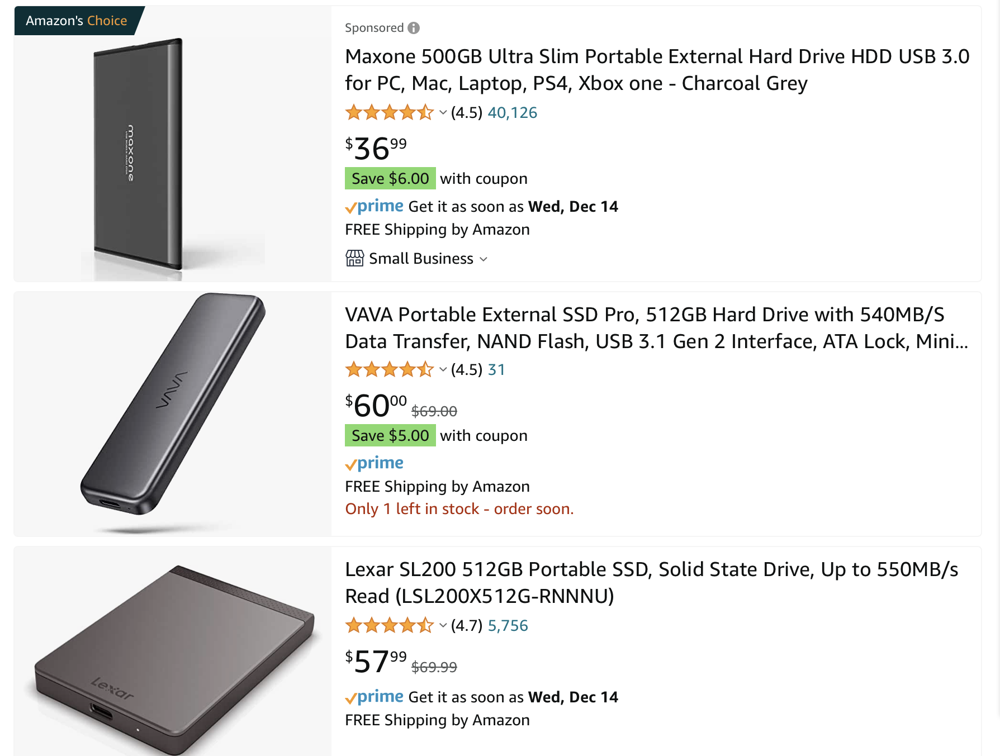 Amazon's Choice
maxone
Sponsored
Maxone 500GB Ultra Slim Portable External Hard Drive HDD USB 3.0
for PC, Mac, Laptop, PS4, Xbox one - Charcoal Grey
(4.5) 40,126
$36.99
Save $6.00 with coupon
prime Get it as soon as Wed, Dec 14
FREE Shipping by Amazon
Small Business
VAVA
VAVA Portable External SSD Pro, 512GB Hard Drive with 540MB/S
Data Transfer, NAND Flash, USB 3.1 Gen 2 Interface, ATA Lock, Mini...
(4.5) 31
$60.00 $69.00
Save $5.00 with coupon
prime
FREE Shipping by Amazon
Only 1 left in stock - order soon.
Lexar
Lexar SL200 512GB Portable SSD, Solid State Drive, Up to 550MB/s
Read (LSL200X512G-RNNNU)
(4.7) 5,756
$57.99 $69.99
prime Get it as soon as Wed, Dec 14
FREE Shipping by Amazon